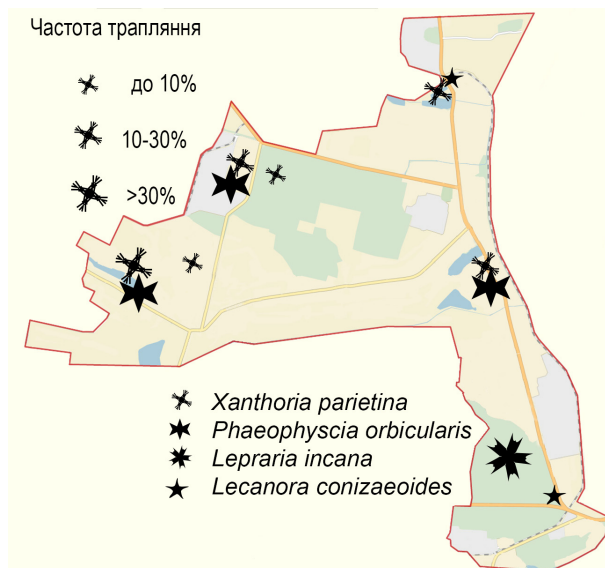 Частота трапляння
до 10%
10-30%
>30%
Xanthoria parietina
Phaeophyscia orbicularis
Lepraria incana
Lecanora conizaeoides